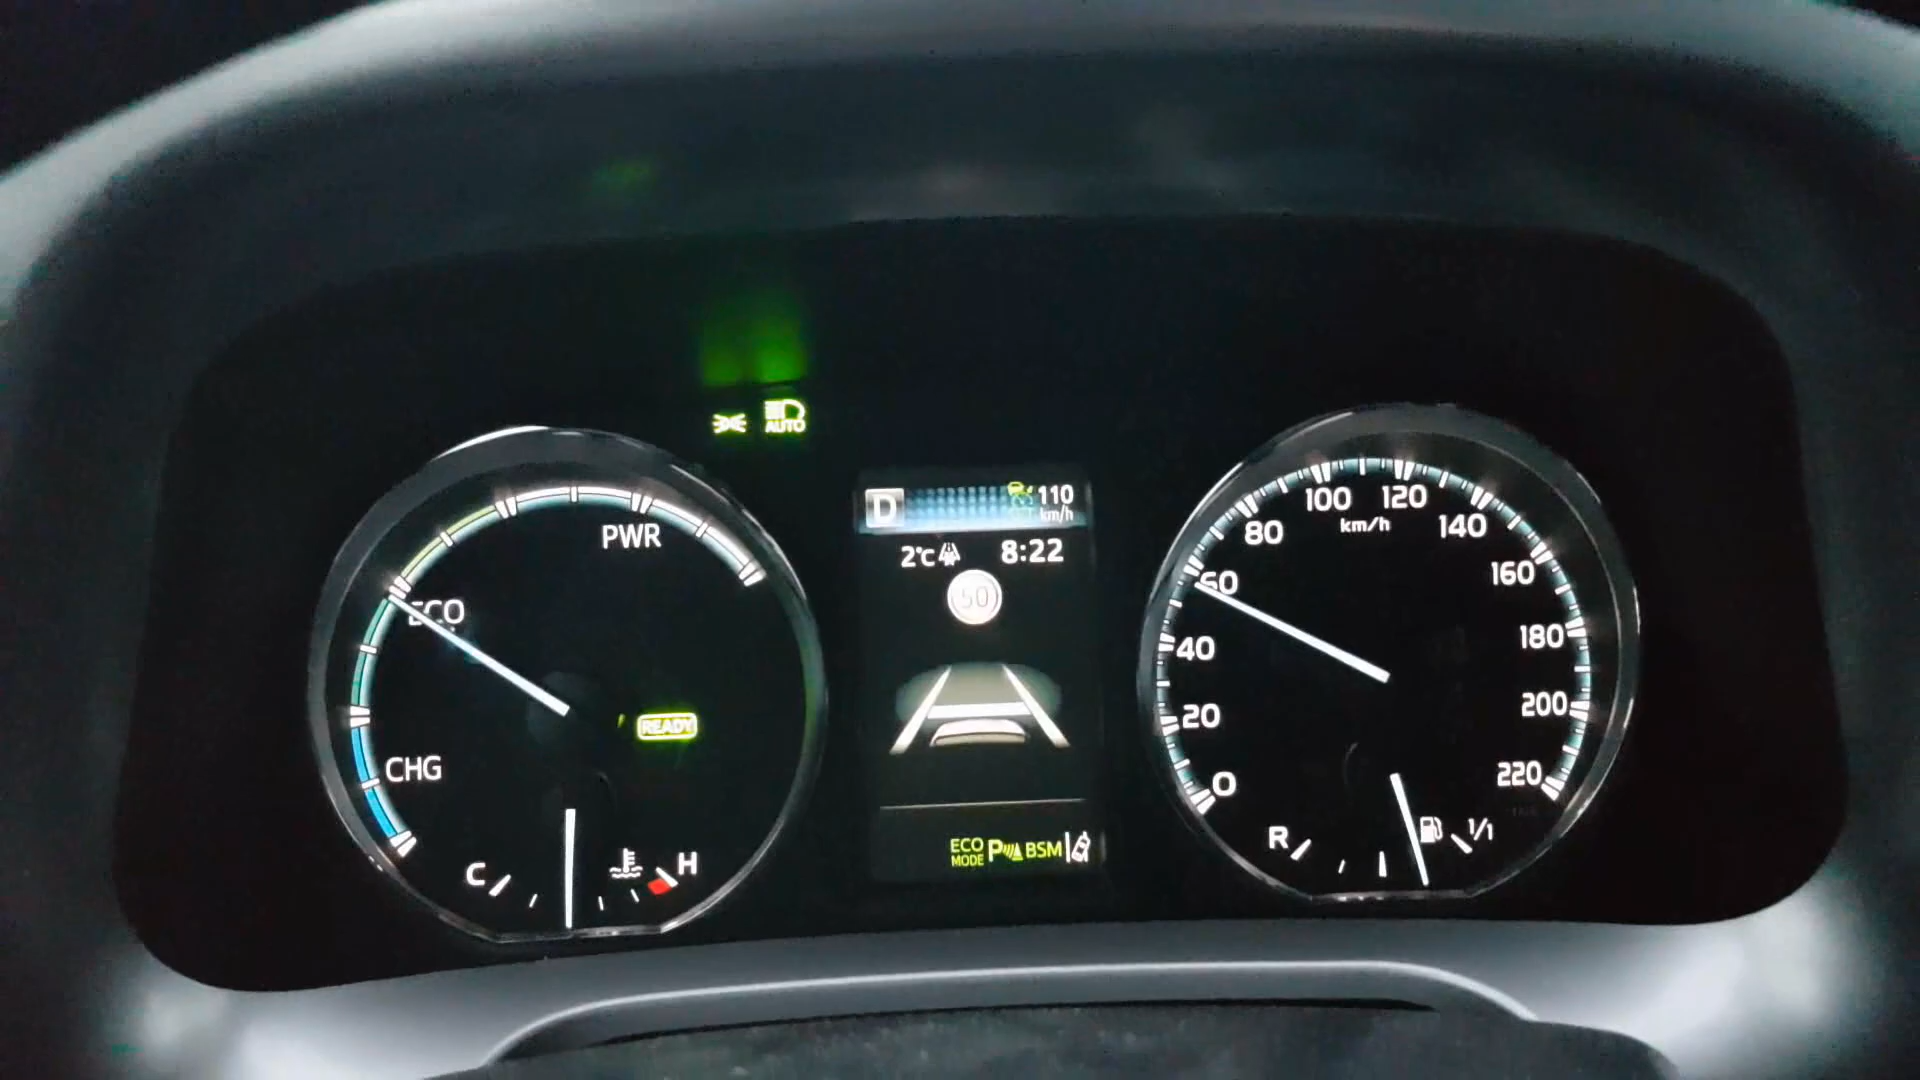 AUTO
PWR
ECO
READY
CHG
C
H
D
110
km/h
2°C
8:22
50
ECO
MODE
P
BSM
0
20
40
60
80
100
120
140
160
180
200
220
km/h
R
1/1